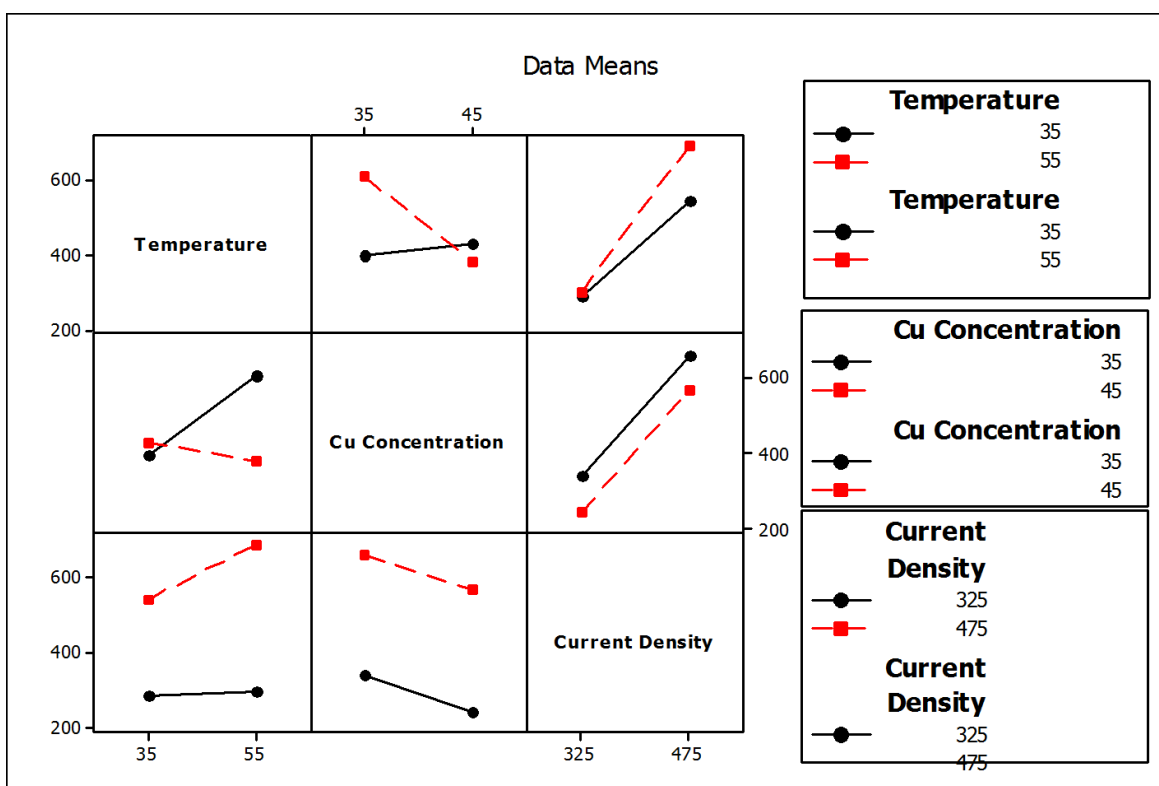 Data Means
35 45
600
400
200
Temperature
Cu Concentration
600
400
200
600
400
200
Current Density
35 55
325 475
Temperature
35
55
Temperature
35
55
Cu Concentration
35
45
Cu Concentration
35
45
Current
Density
325
475
Current
Density
325
475